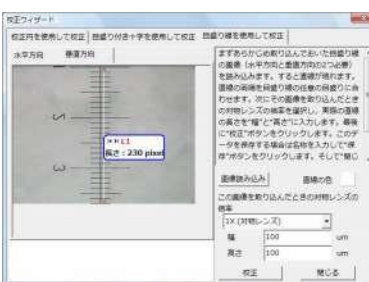 校正ウィザード
校正円を使用して校正 目盛り付き十字を使用して校正 目盛り線を使用して校正
水平方向 垂直方向
L1
長さ : 230 pixel
まずあらかじめ取り込んでおいた目盛り線
の画像（水平方向と垂直方向の2つ必要）
を読み込みます。すると直線が現れます。
直線の両端を目盛り線の任意の目盛りに合
わせます。次にその画像を取り込んだとき
の対物レンズの倍率を選択し、実際の直線
の長さを"幅"と"高さ"に入力します。最後
に"校正"ボタンをクリックします。このデ
ータを保存する場合は名称を入力して"保
存"ボタンをクリックします。そして"閉じ
画像読み込み 直線の色
この画像を取り込んだときの対物レンズの
倍率
1X (対物レンズ)
幅 100 um
高さ 100 um
校正 閉じる